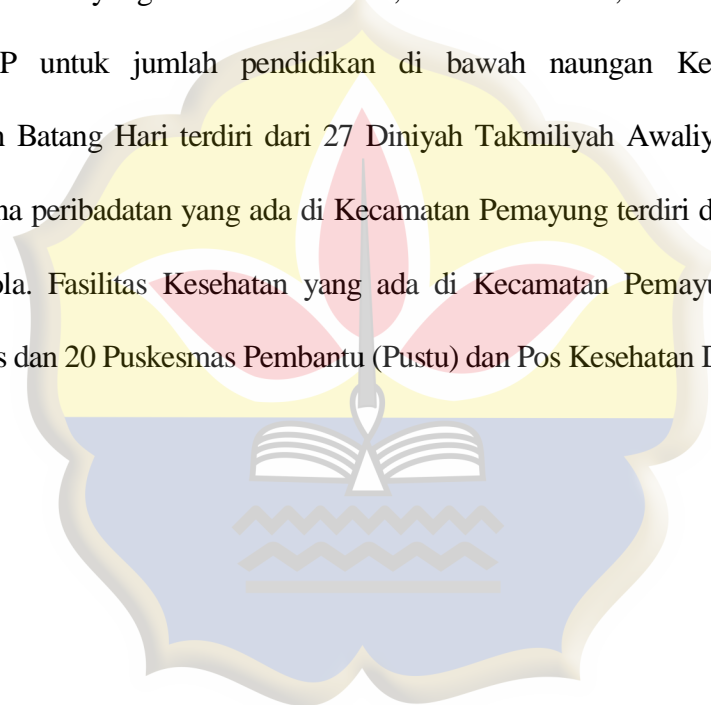 P untuk jumlah pendidikan di bawah naungan Ke
Batang Hari terdiri dari 27 Diniyah Takmiliyah Awaliy
na peribadatan yang ada di Kecamatan Pemayung terdiri d
ola. Fasilitas Kesehatan yang ada di Kecamatan Pemayu
s dan 20 Puskesmas Pembantu (Pustu) dan Pos Kesehatan D